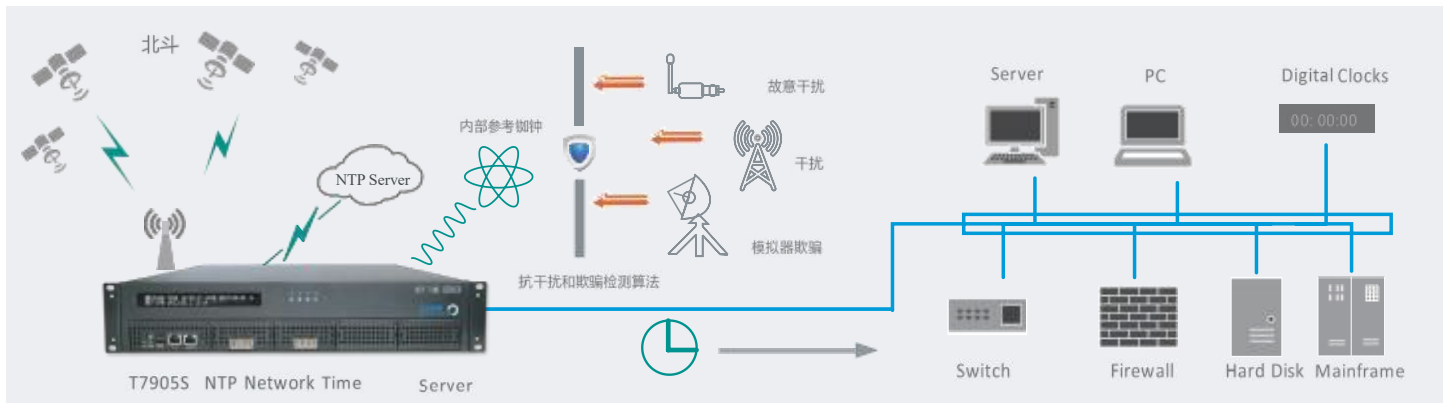 北斗
内部参考铷钟
NTP Server
故意干扰
干扰
模拟器欺骗
抗干扰和欺骗检测算法
T7905S NTP Network Time Server
Server
PC
Digital Clocks
00: 00:00
Switch
Firewall
Hard Disk
Mainframe